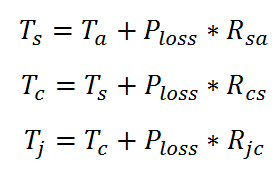 T_s = T_a + P_loss * R_sa
T_c = T_s + P_loss * R_cs
T_j = T_c + P_loss * R_jc